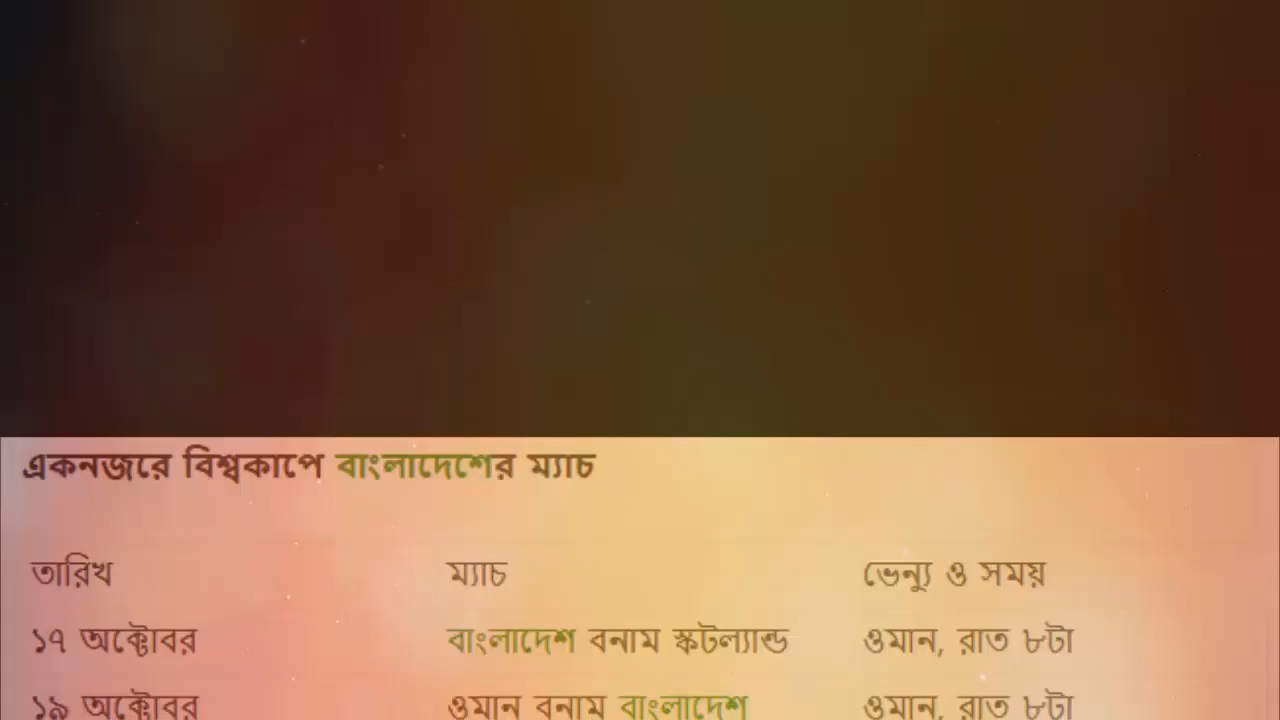 একনজরে বিশ্বকাপে বাংলাদেশের ম্যাচ
তারিখ ম্যাচ ভেন্যু ও সময়
১৭ অক্টোবর বাংলাদেশ বনাম স্কটল্যান্ড ওমান, রাত ৮টা
১৯ অক্টোবর ওমান বনাম বাংলাদেশ ওমান, রাত ৮টা